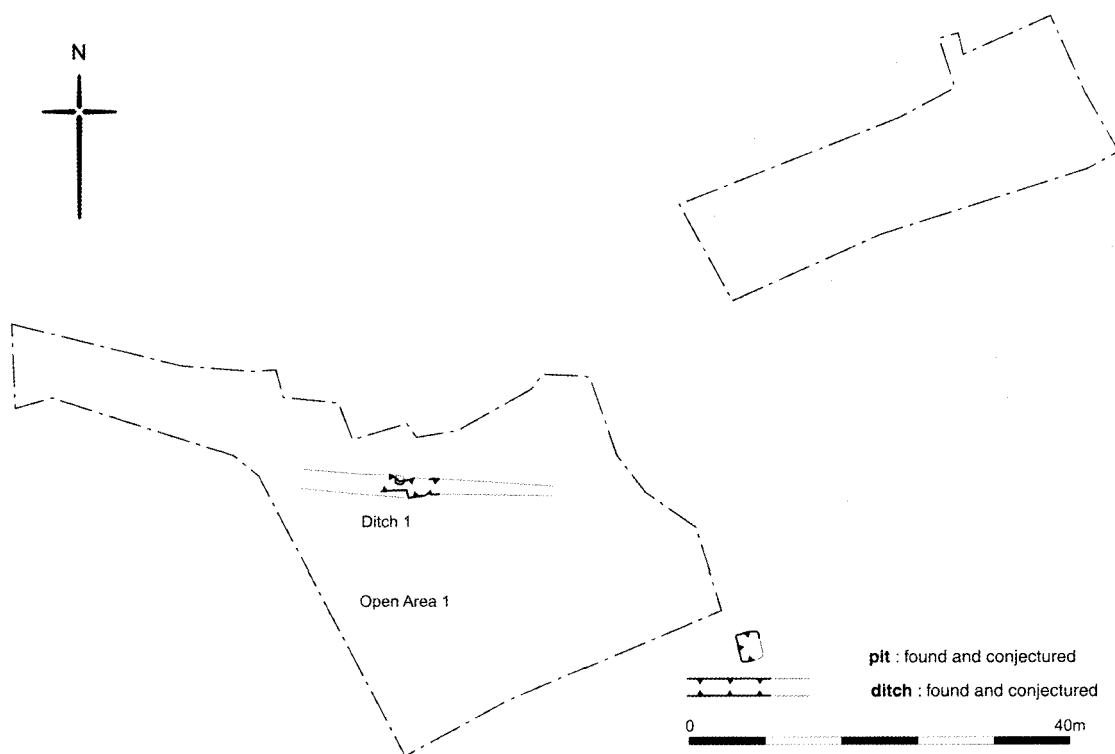 N
Ditch 1
Open Area 1
pit : found and conjectured
ditch : found and conjectured
0 40m